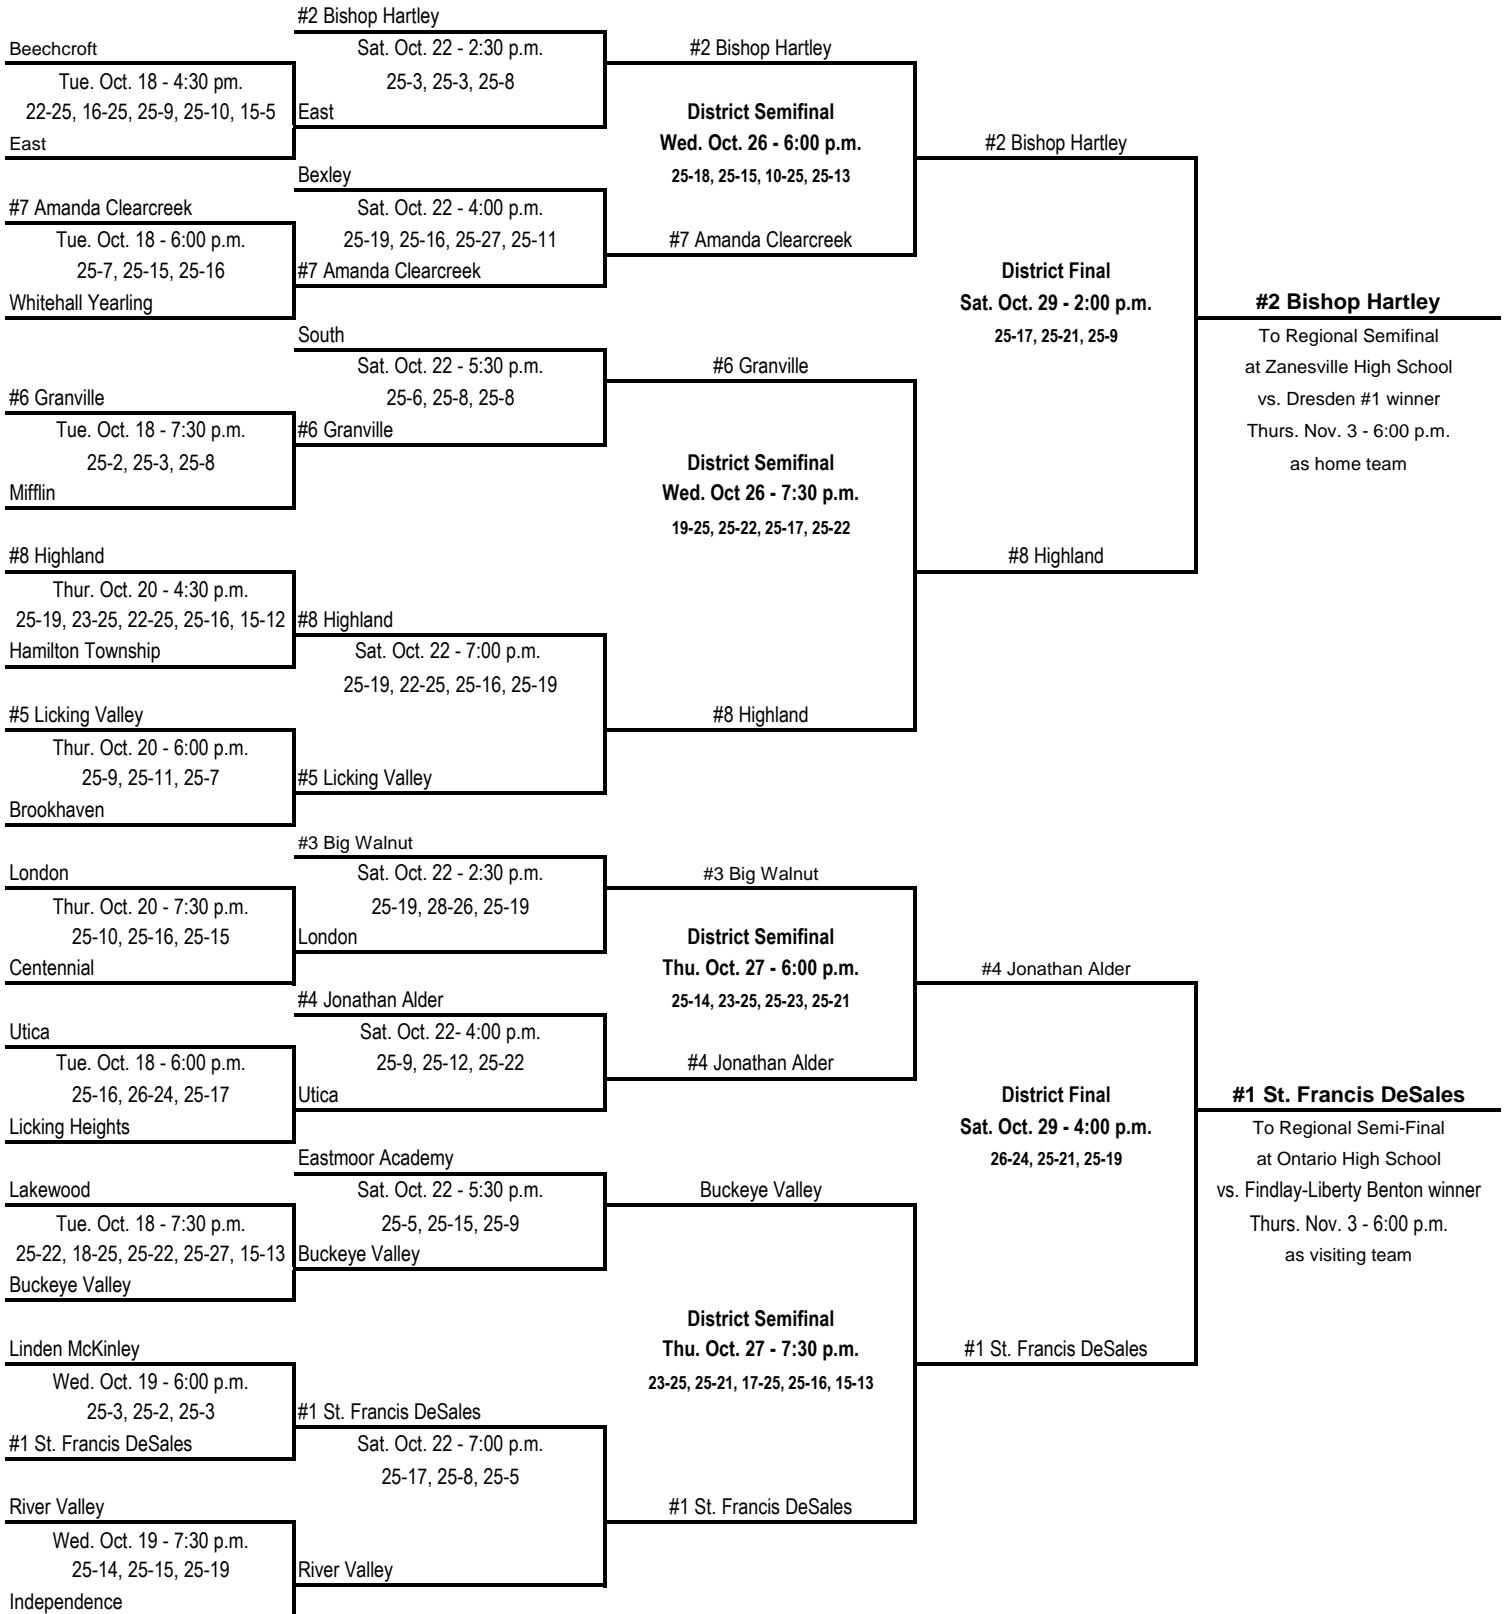 #2 Bishop Hartley
Beechcroft
Sat. Oct. 22 - 2:30 p.m.
#2 Bishop Hartley
Tue. Oct. 18 - 4:30 pm.
25-3, 25-3, 25-8
22-25, 16-25, 25-9, 25-10, 15-5
East
District Semifinal
East
Wed. Oct. 26 - 6:00 p.m.
#2 Bishop Hartley
Bexley
25-18, 25-15, 10-25, 25-13
#7 Amanda Clearcreek
Sat. Oct. 22 - 4:00 p.m.
Tue. Oct. 18 - 6:00 p.m.
25-19, 25-16, 25-27, 25-11
#7 Amanda Clearcreek
25-7, 25-15, 25-16
#7 Amanda Clearcreek
District Final
Whitehall Yearling
Sat. Oct. 29 - 2:00 p.m.
#2 Bishop Hartley
South
25-17, 25-21, 25-9
To Regional Semifinal
Sat. Oct. 22 - 5:30 p.m.
#6 Granville
at Zanesville High School
#6 Granville
25-6, 25-8, 25-8
vs. Dresden #1 winner
Tue. Oct. 18 - 7:30 p.m.
#6 Granville
Thurs. Nov. 3 - 6:00 p.m.
25-2, 25-3, 25-8
District Semifinal
as home team
Mifflin
Wed. Oct 26 - 7:30 p.m.
19-25, 25-22, 25-17, 25-22
#8 Highland
#8 Highland
Thur. Oct. 20 - 4:30 p.m.
25-19, 23-25, 22-25, 25-16, 15-12
#8 Highland
Hamilton Township
Sat. Oct. 22 - 7:00 p.m.
25-19, 22-25, 25-16, 25-19
#5 Licking Valley
#8 Highland
Thur. Oct. 20 - 6:00 p.m.
25-9, 25-11, 25-7
#5 Licking Valley
Brookhaven
#3 Big Walnut
London
Sat. Oct. 22 - 2:30 p.m.
#3 Big Walnut
Thur. Oct. 20 - 7:30 p.m.
25-19, 28-26, 25-19
25-10, 25-16, 25-15
London
District Semifinal
Centennial
Thu. Oct. 27 - 6:00 p.m.
#4 Jonathan Alder
#4 Jonathan Alder
25-14, 23-25, 25-23, 25-21
Utica
Sat. Oct. 22- 4:00 p.m.
Tue. Oct. 18 - 6:00 p.m.
25-9, 25-12, 25-22
#4 Jonathan Alder
25-16, 26-24, 25-17
Utica
District Final
#1 St. Francis DeSales
Licking Heights
Sat. Oct. 29 - 4:00 p.m.
To Regional Semi-Final
Eastmoor Academy
26-24, 25-21, 25-19
at Ontario High School
Lakewood
Sat. Oct. 22 - 5:30 p.m.
Buckeye Valley
vs. Findlay-Liberty Benton winner
Tue. Oct. 18 - 7:30 p.m.
25-5, 25-15, 25-9
Thurs. Nov. 3 - 6:00 p.m.
25-22, 18-25, 25-22, 25-27, 15-13
Buckeye Valley
as visiting team
Buckeye Valley
District Semifinal
Linden McKinley
Thu. Oct. 27 - 7:30 p.m.
#1 St. Francis DeSales
Wed. Oct. 19 - 6:00 p.m.
23-25, 25-21, 17-25, 25-16, 15-13
25-3, 25-2, 25-3
#1 St. Francis DeSales
#1 St. Francis DeSales
Sat. Oct. 22 - 7:00 p.m.
25-17, 25-8, 25-5
River Valley
#1 St. Francis DeSales
Wed. Oct. 19 - 7:30 p.m.
25-14, 25-15, 25-19
River Valley
Independence